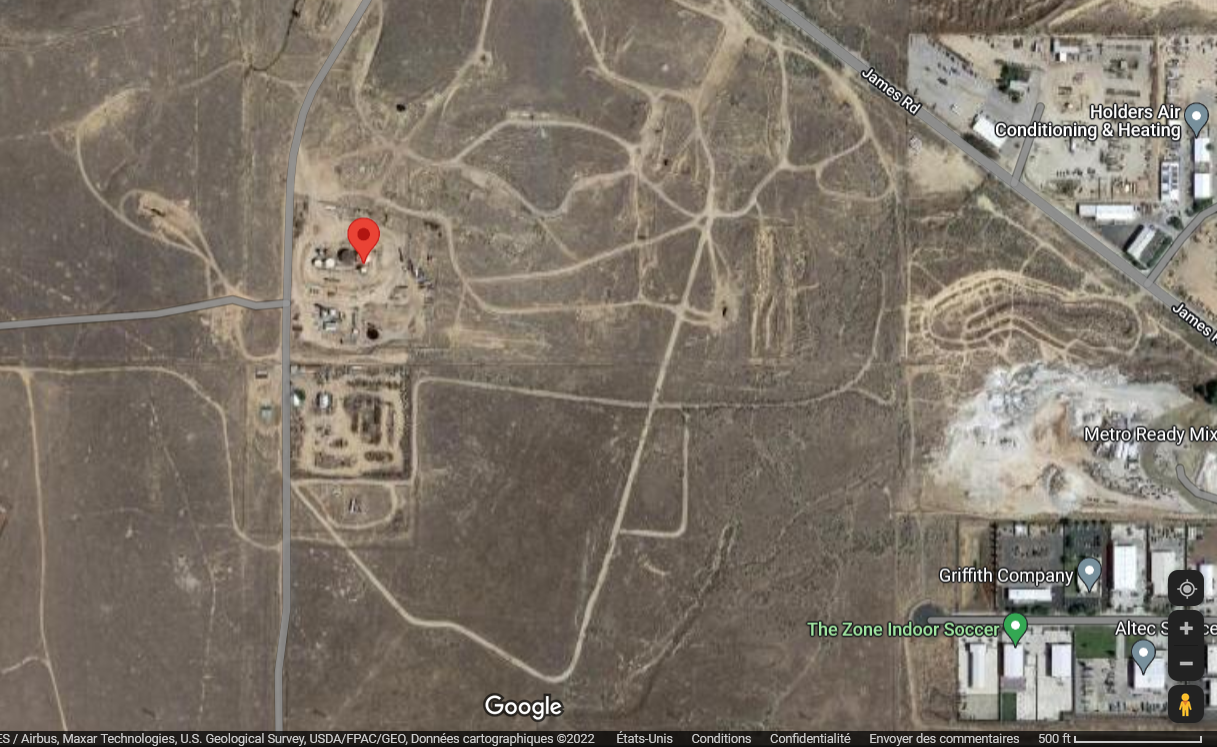 James Rd
Holders Air
Conditioning & Heating
James R
Metro Ready Mix
Griffith Company
The Zone Indoor Soccer
Altec S ce
Google
ES / Airbus, Maxar Technologies, U.S. Geological Survey, USDA/FPAC/GEO, Données cartographiques ©2022 États-Unis Conditions Confidentialité Envoyer des commentaires 500 ft